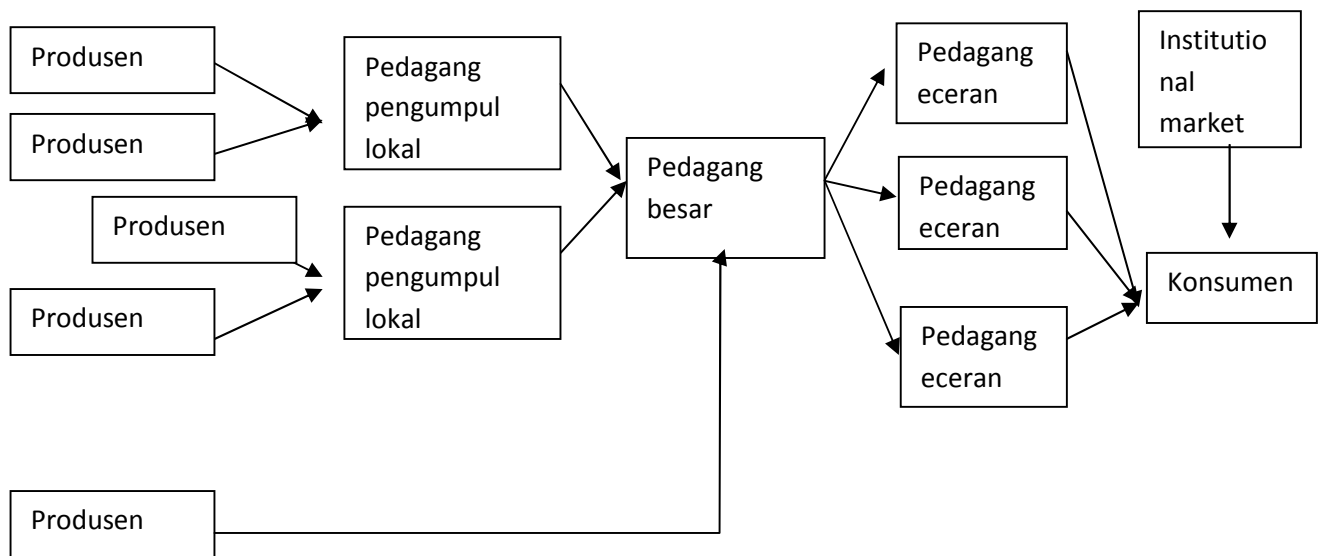 Produsen
Produsen
Produsen
Produsen
Produsen
Pedagang
pengumpul
lokal
Pedagang
pengumpul
lokal
Pedagang
besar
Pedagang
eceran
Pedagang
eceran
Pedagang
eceran
Institutio
nal
market
Konsumen